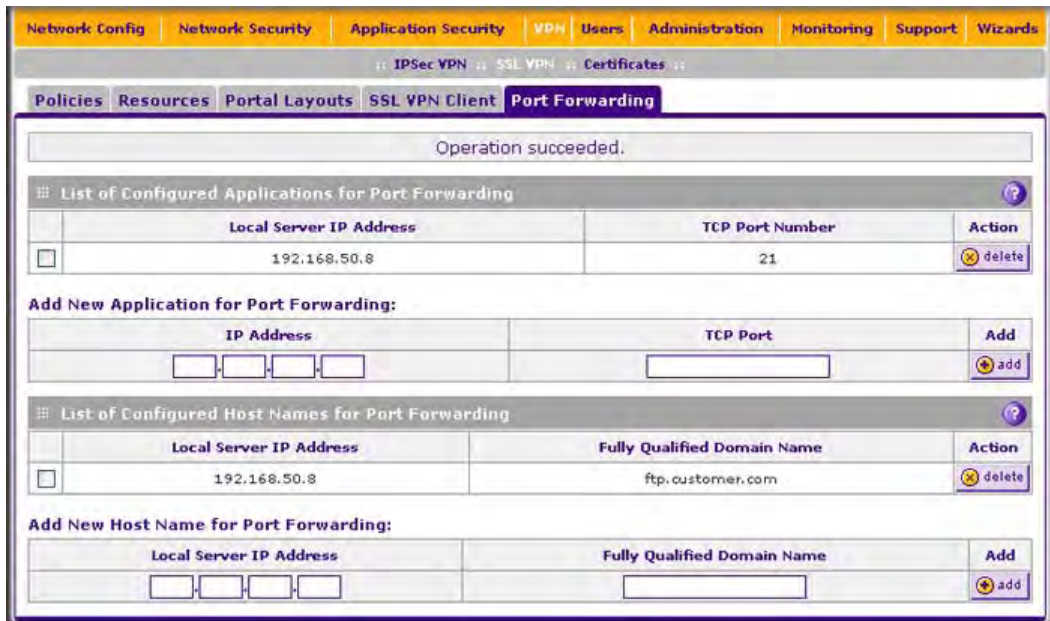 Network Config Network Security Application Security VPN Users Administration Monitoring Support Wizards
:: IPSec VPN :: SSL VPN :: Certificates ::
Policies Resources Portal Layouts SSL VPN Client Port Forwarding
Operation succeeded.
List of Configured Applications for Port Forwarding ?
Local Server IP Address TCP Port Number Action
192.168.50.8 21 delete
Add New Application for Port Forwarding:
IP Address TCP Port Add
. . . add
List of Configured Host Names for Port Forwarding ?
Local Server IP Address Fully Qualified Domain Name Action
192.168.50.8 ftp.customer.com delete
Add New Host Name for Port Forwarding:
Local Server IP Address Fully Qualified Domain Name Add
. . . add